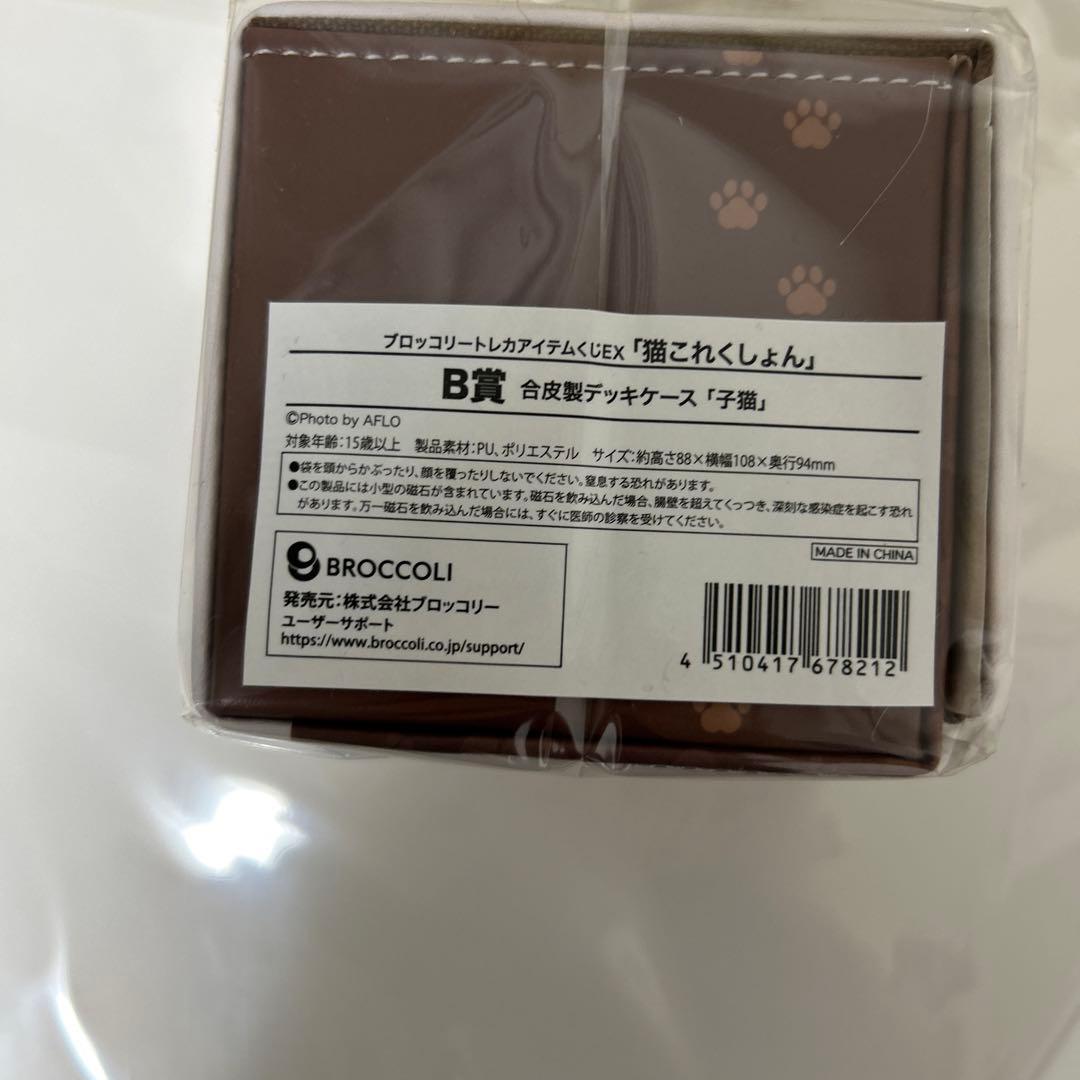 ブロッコリートレカアイテムくじEX「猫これくしょん」
B賞 合皮製デッキケース「子猫」
©Photo by AFLO
対象年齢:15歳以上 製品素材:PU、ポリエステル サイズ:約高さ88×横幅108×奥行94mm
●袋を頭からかぶったり、顔を覆ったりしないでください。窒息する恐れがあります。
●この製品には小型の磁石が含まれています。磁石を飲み込んだ場合、腸壁を超えてくっつき、深刻な感染症を起こす恐れ
があります。万一磁石を飲み込んだ場合には、すぐに医師の診察を受けてください。
MADE IN CHINA
BROCCOLI
発売元:株式会社ブロッコリー
ユーザーサポート
https://www.broccoli.co.jp/support/
4 510417 678212